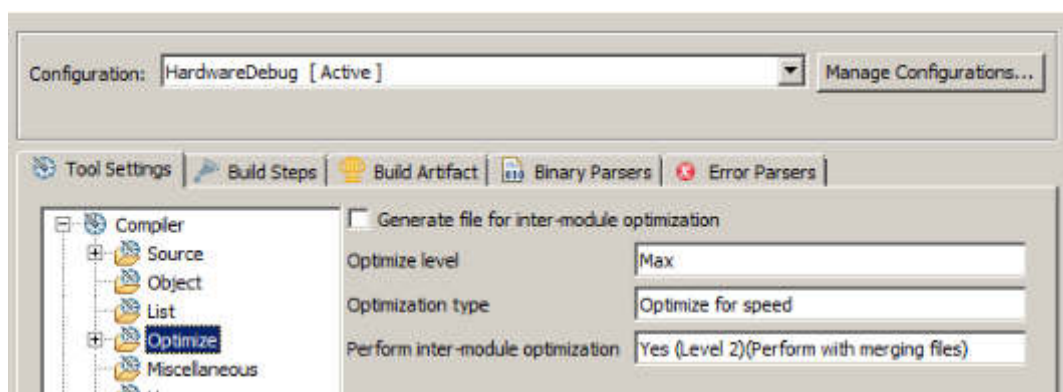 Configuration: HardwareDebug [ Active ] Manage Configurations...
Tool Settings Build Steps Build Artifact Binary Parsers Error Parsers
Compiler
Source
Object
List
Optimize
Miscellaneous
Generate file for inter-module optimization
Optimize level Max
Optimization type Optimize for speed
Perform inter-module optimization Yes (Level 2)(Perform with merging files)